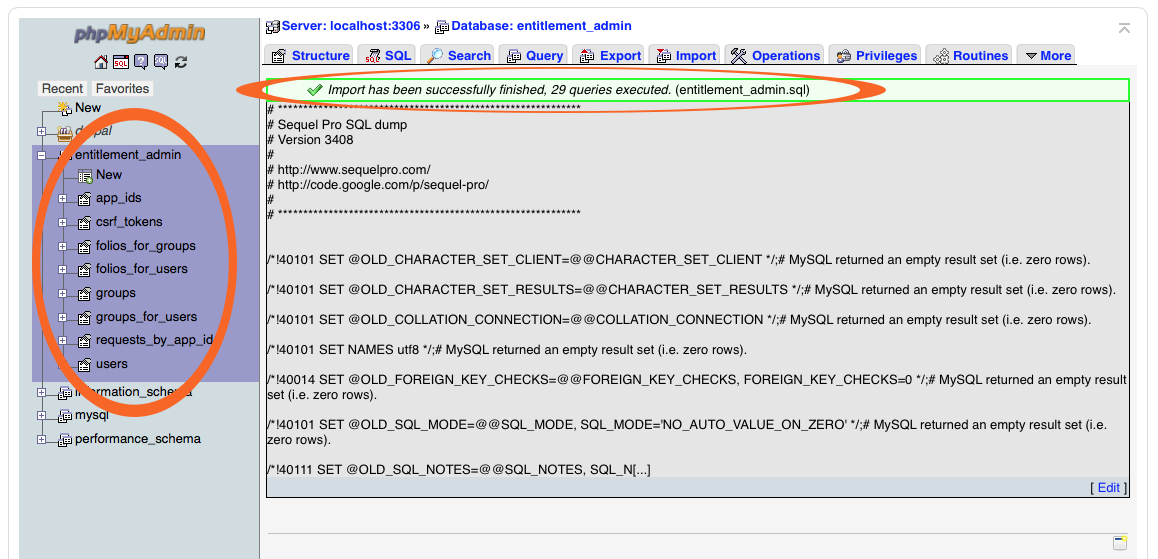 phpMyAdmin
Server: localhost:3306 » Database: entitlement_admin
Structure SQL Search Query Export Import Operations Privileges Routines More
SQL
Recent Favorites
New
drupal
entitlement_admin
New
app_ids
csrf_tokens
folios_for_groups
folios_for_users
groups
groups_for_users
requests_by_app_id
users
information_schema
mysql
performance_schema
Import has been successfully finished, 29 queries executed. (entitlement_admin.sql)
# ************************************************************
# Sequel Pro SQL dump
# Version 3408
#
# http://www.sequelpro.com/
# http://code.google.com/p/sequel-pro/
#
# ************************************************************
/*!40101 SET @OLD_CHARACTER_SET_CLIENT=@@CHARACTER_SET_CLIENT */;# MySQL returned an empty result set (i.e. zero rows).
/*!40101 SET @OLD_CHARACTER_SET_RESULTS=@@CHARACTER_SET_RESULTS */;# MySQL returned an empty result set (i.e. zero rows).
/*!40101 SET @OLD_COLLATION_CONNECTION=@@COLLATION_CONNECTION */;# MySQL returned an empty result set (i.e. zero rows).
/*!40101 SET NAMES utf8 */;# MySQL returned an empty result set (i.e. zero rows).
/*!40014 SET @OLD_FOREIGN_KEY_CHECKS=@@FOREIGN_KEY_CHECKS, FOREIGN_KEY_CHECKS=0 */;# MySQL returned an empty result
set (i.e. zero rows).
/*!40101 SET @OLD_SQL_MODE=@@SQL_MODE, SQL_MODE='NO_AUTO_VALUE_ON_ZERO' */;# MySQL returned an empty result set (i.e.
zero rows).
/*!40111 SET @OLD_SQL_NOTES=@@SQL_NOTES, SQL_N[...]
[ Edit ]